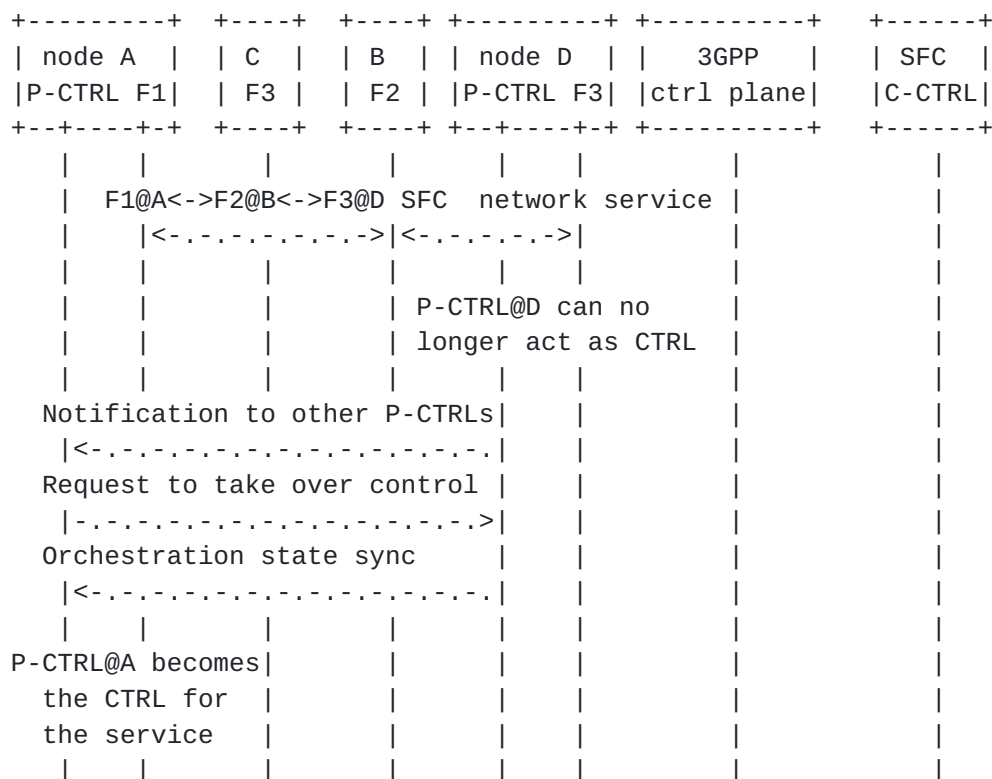 +---------+  +----+  +----+ +---------+ +----------+   +------+
| node A  |  | C  |  | B  | | node D  | |   3GPP   |   | SFC  |
|P-CTRL F1|  | F3 |  | F2 | |P-CTRL F3| |ctrl plane|   |C-CTRL|
+--+----+-+  +----+  +----+ +--+----+-+ +----------+   +------+
   |    |       |       |      |    |         |            |
   |  F1@A<->F2@B<->F3@D SFC  network service |            |
   |    |<-.-.-.-.-.-.->|<-.-.-.-.->|         |            |
   |    |       |       |      |    |         |            |
   |    |       |       | P-CTRL@D can no     |            |
   |    |       |       | longer act as CTRL  |            |
   |    |       |       |      |    |         |            |
  Notification to other P-CTRLs|    |         |            |
   |<-.-.-.-.-.-.-.-.-.-.-.-.-.|    |         |            |
  Request to take over control |    |         |            |
   |-.-.-.-.-.-.-.-.-.-.-.-.-.>|    |         |            |
  Orchestration state sync     |    |         |            |
   |<-.-.-.-.-.-.-.-.-.-.-.-.-.|    |         |            |
   |    |       |       |      |    |         |            |
P-CTRL@A becomes|       |      |    |         |            |
  the CTRL for  |       |      |    |         |            |
  the service   |       |      |    |         |            |
   |    |       |       |      |    |         |            |